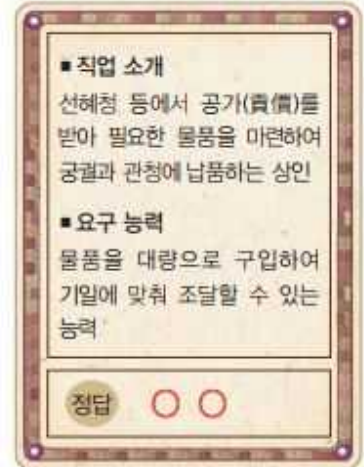 ■ 직업 소개
선혜청 등에서 공가(貢價)를
받아 필요한 물품을 마련하여
궁궐과 관청에 납품하는 상인
■ 요구 능력
물품을 대량으로 구입하여
기일에 맞춰 조달할 수 있는
능력
정답 ○ ○